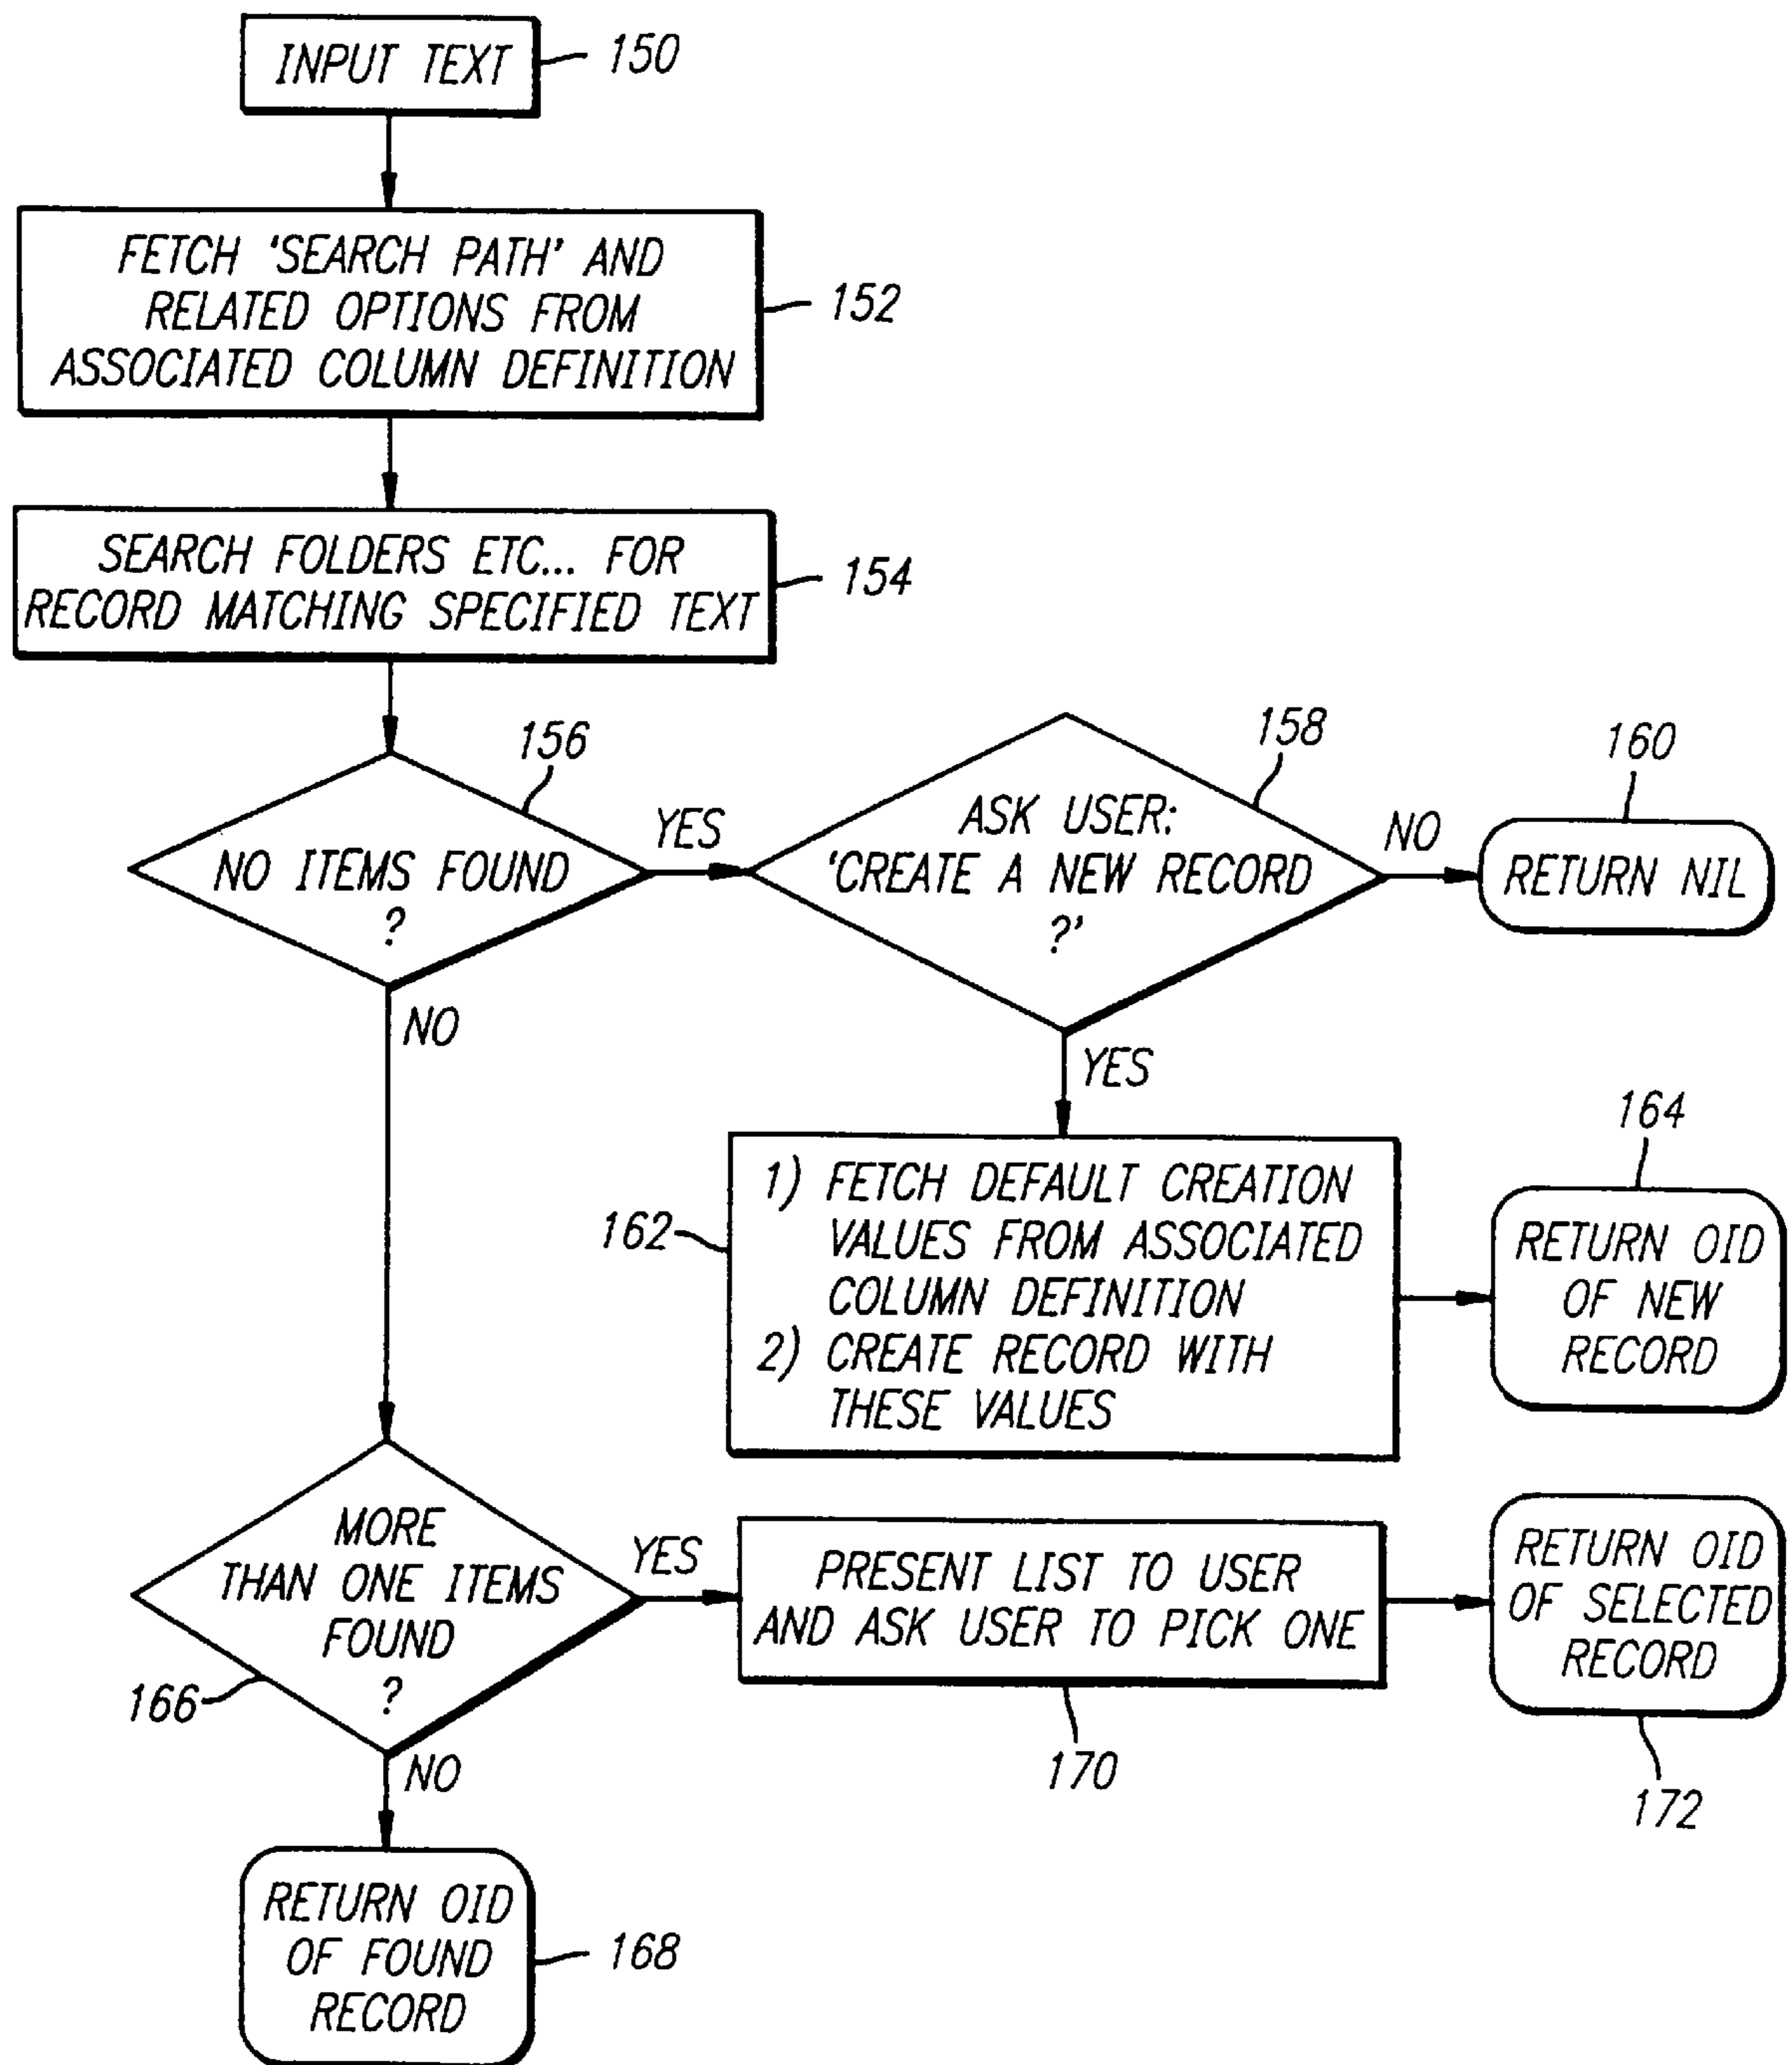 INPUT TEXT
150
FETCH 'SEARCH PATH' AND
RELATED OPTIONS FROM
ASSOCIATED COLUMN DEFINITION
152
SEARCH FOLDERS ETC... FOR
RECORD MATCHING SPECIFIED TEXT
154
156
NO ITEMS FOUND
?
YES
NO
158
ASK USER:
'CREATE A NEW RECORD
?'
NO
YES
160
RETURN NIL
162
1) FETCH DEFAULT CREATION
VALUES FROM ASSOCIATED
COLUMN DEFINITION
2) CREATE RECORD WITH
THESE VALUES
164
RETURN OID
OF NEW
RECORD
MORE
THAN ONE ITEMS
FOUND
?
166
YES
NO
PRESENT LIST TO USER
AND ASK USER TO PICK ONE
170
RETURN OID
OF SELECTED
RECORD
172
RETURN OID
OF FOUND
RECORD
168